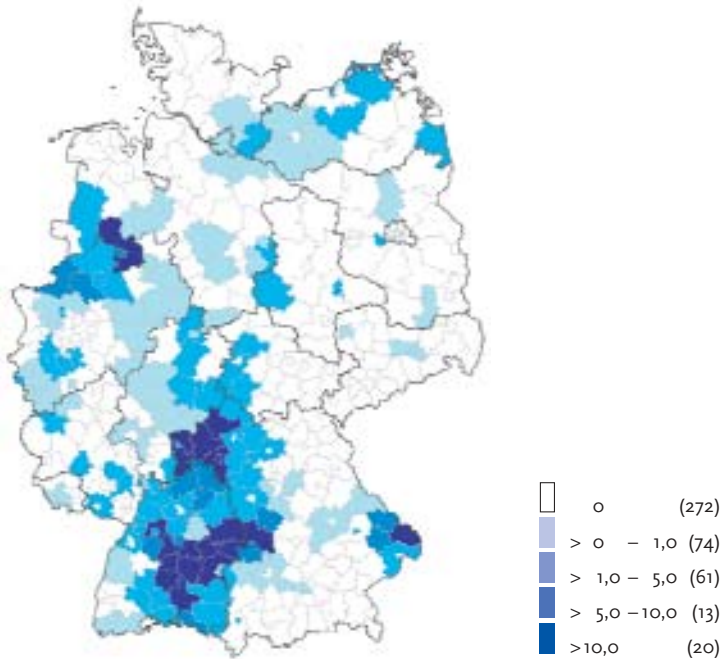 0 (272)
> 0 – 1,0 (74)
> 1,0 – 5,0 (61)
> 5,0 – 10,0 (13)
>10,0 (20)